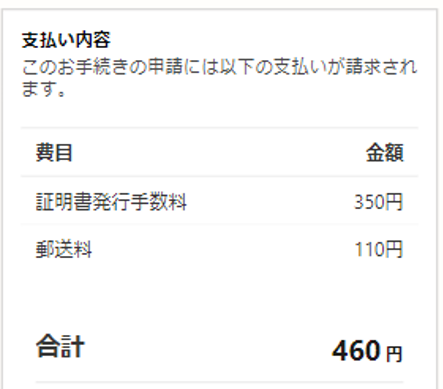 支払い内容
このお手続きの申請には以下の支払いが請求され
ます。
費目 金額
証明書発行手数料 350円
郵送料 110円
合計 460円